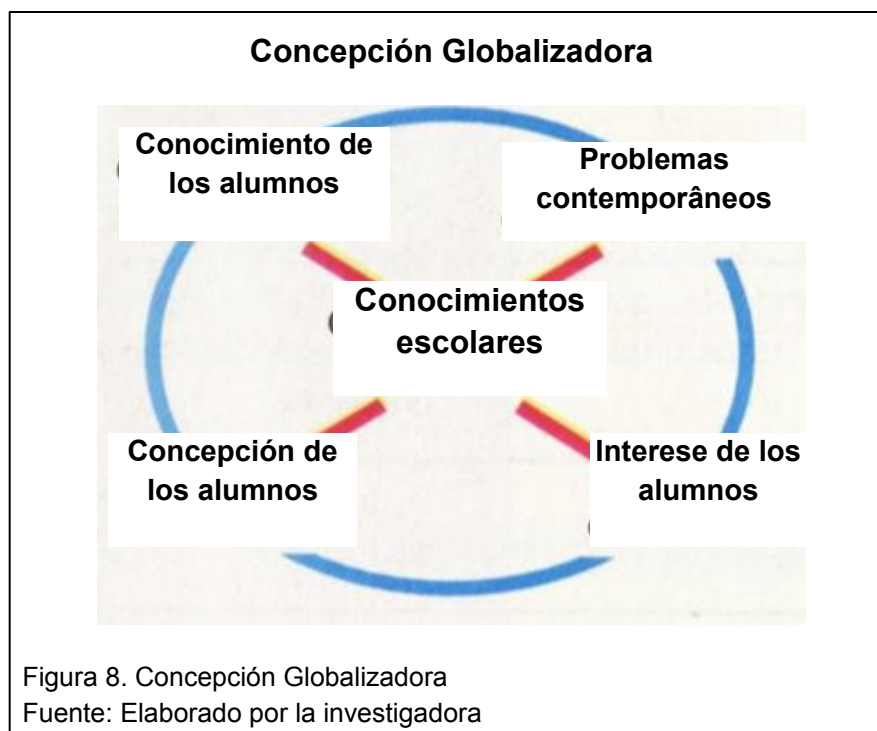 Concepción Globalizadora
Conocimiento de
los alumnos
Problemas
contemporâneos
Conocimientos
escolares
Concepción de
los alumnos
Interese de los
alumnos
Figura 8. Concepción Globalizadora
Fuente: Elaborado por la investigadora